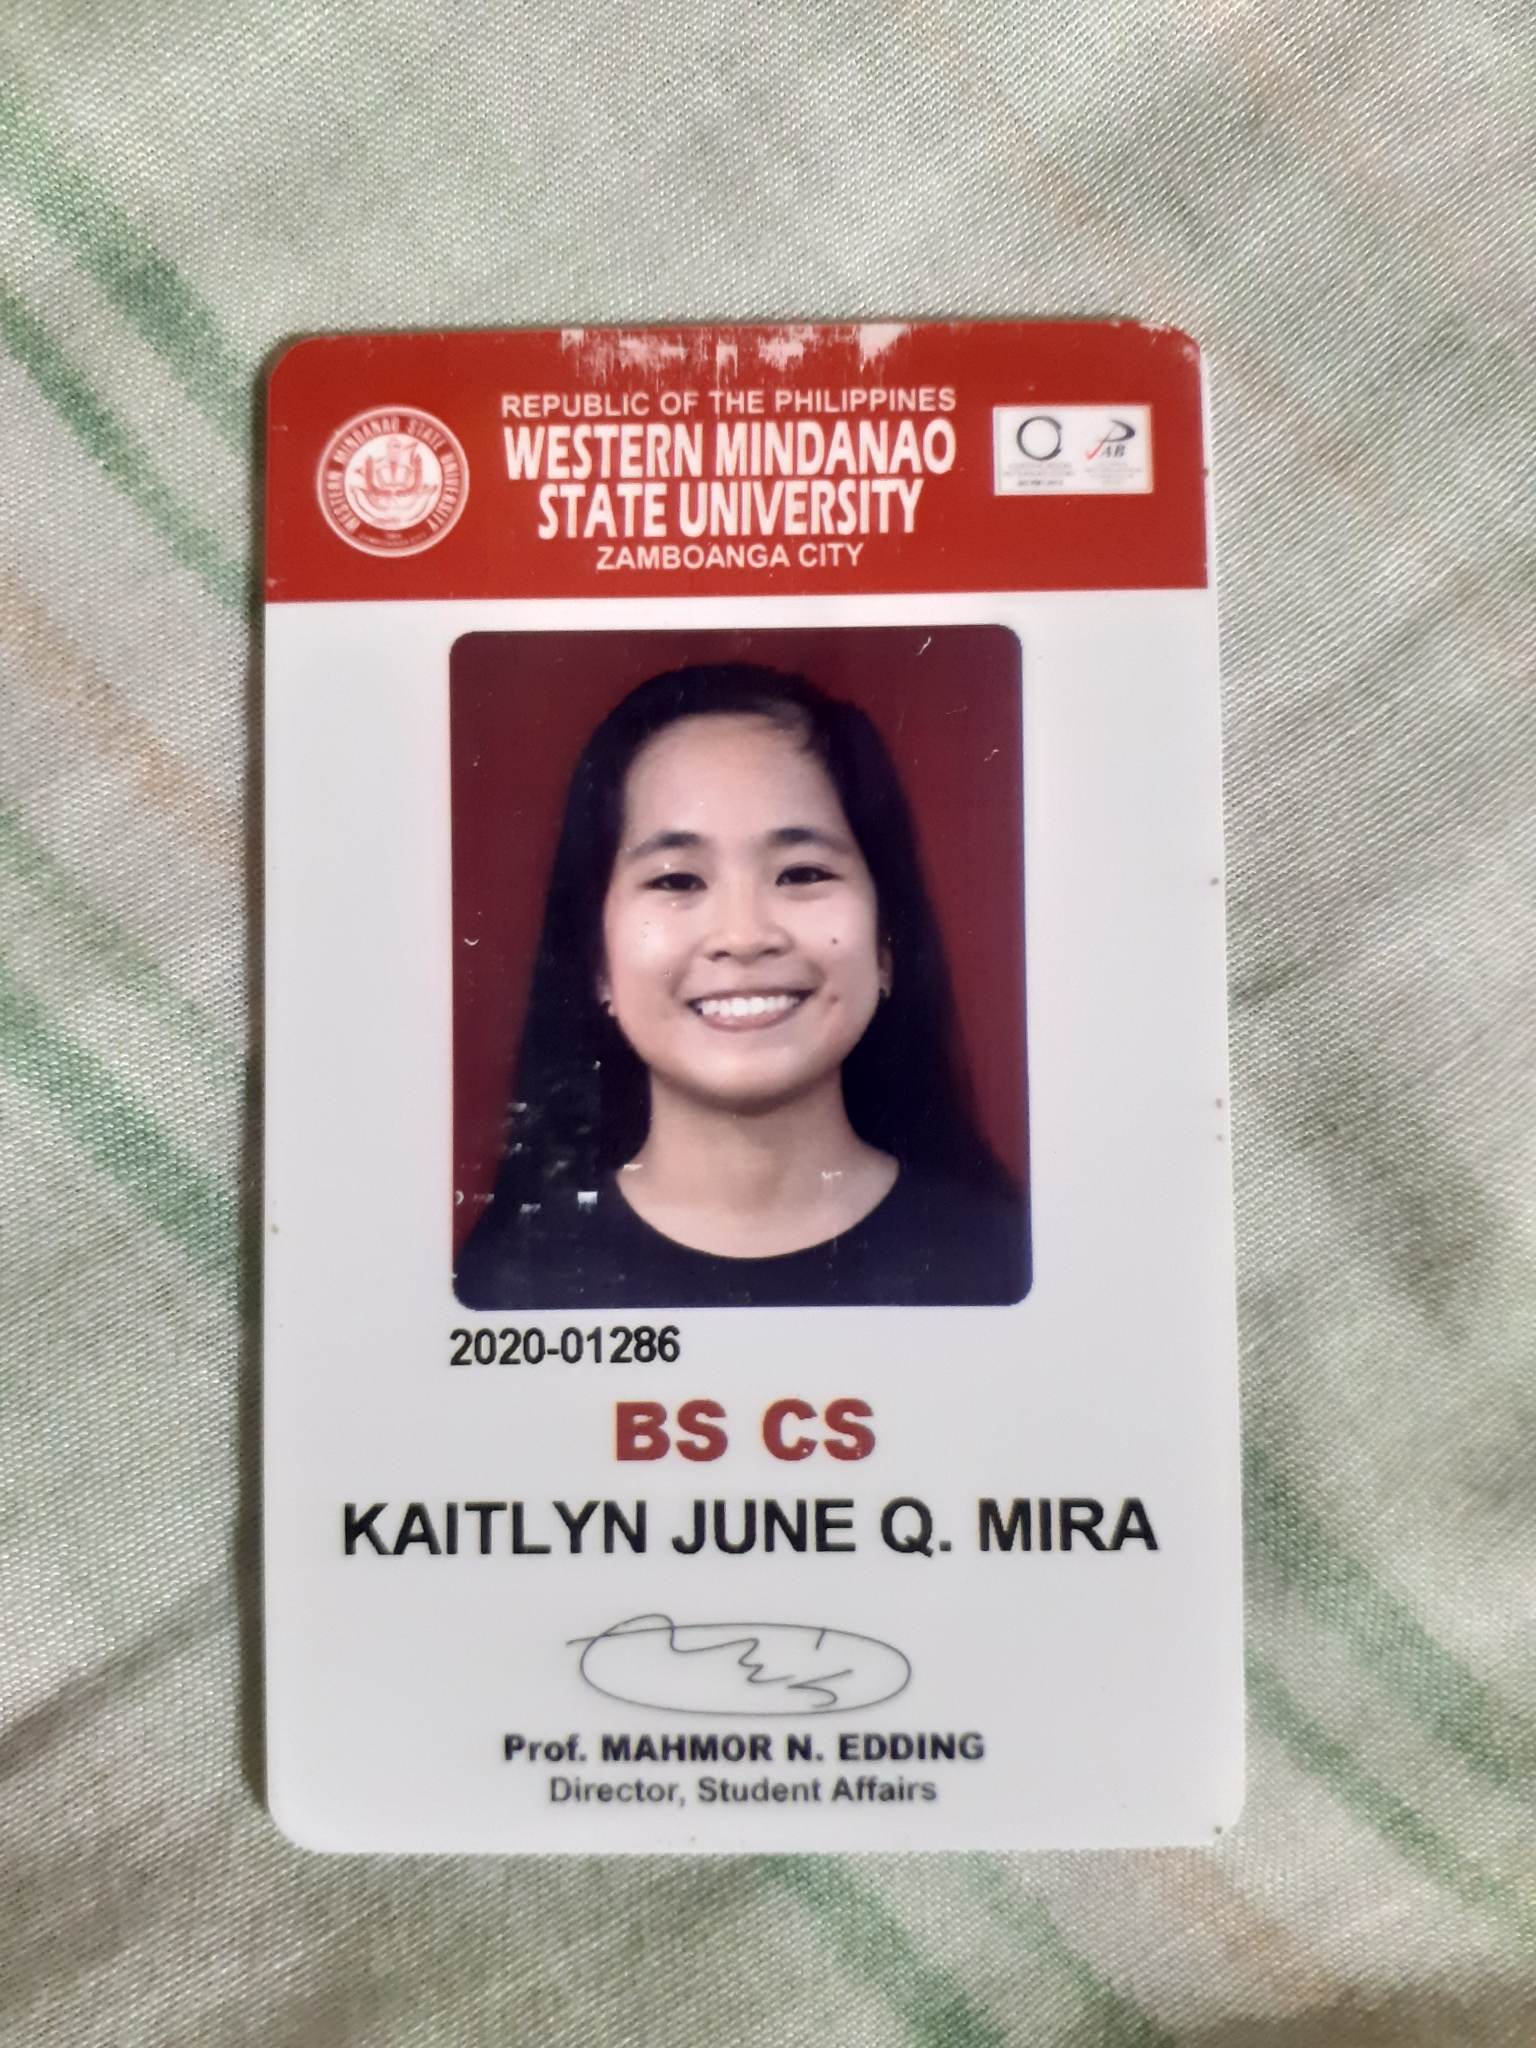 REPUBLIC OF THE PHILIPPINES
WESTERN MINDANAO
STATE UNIVERSITY
ZAMBOANGA CITY
WESTERN MINDANAO STATE UNIVERSITY
ZAMBOANGA CITY
PAB
2020-01286
BS CS
KAITLYN JUNE Q. MIRA
Prof. MAHMOR N. EDDING
Director, Student Affairs